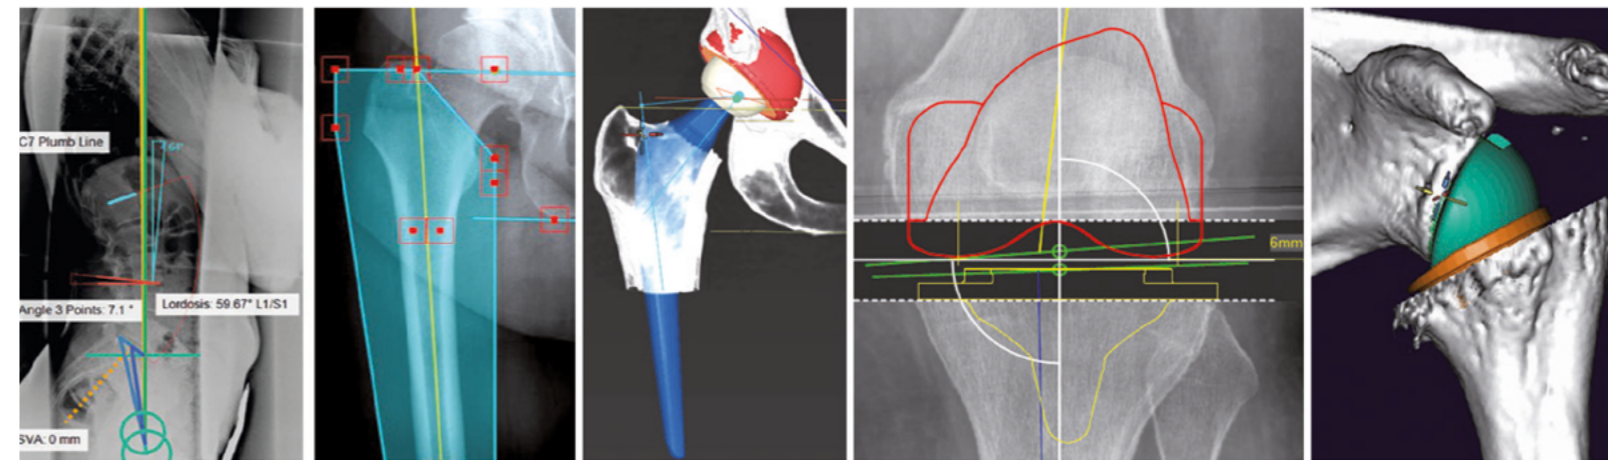 C7 Plumb Line
Angle 3 Points: 7.1 °
Lordosis: 59.67° L1/S1
SVA: 0 mm
6mm